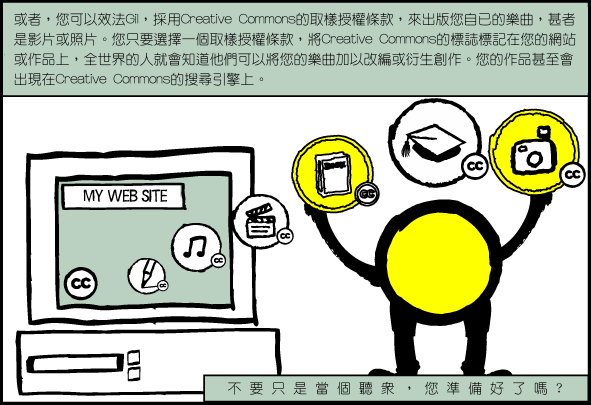 或者，您可以效法Gil，採用Creative Commons的取樣授權條款，來出版您自已的樂曲，甚者
是影片或照片。您只要選擇一個取樣授權條款，將Creative Commons的標誌標記在您的網站
或作品上，全世界的人就會知道他們可以將您的樂曲加以改編或衍生創作。您的作品甚至會
出現在Creative Commons的搜尋引擎上。
MY WEB SITE
CC
CC
CC
CC
CC
CC
不要只是當個聽眾，您準備好了嗎？